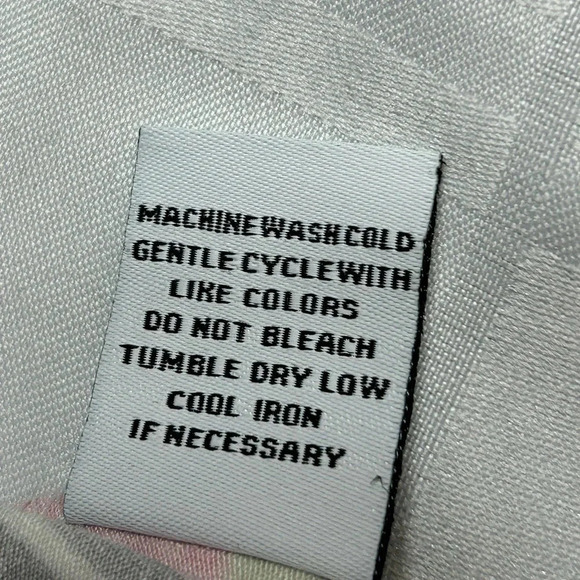 MACHINE WASH COLD
GENTLE CYCLE WITH
LIKE COLORS
DO NOT BLEACH
TUMBLE DRY LOW
COOL IRON
IF NECESSARY